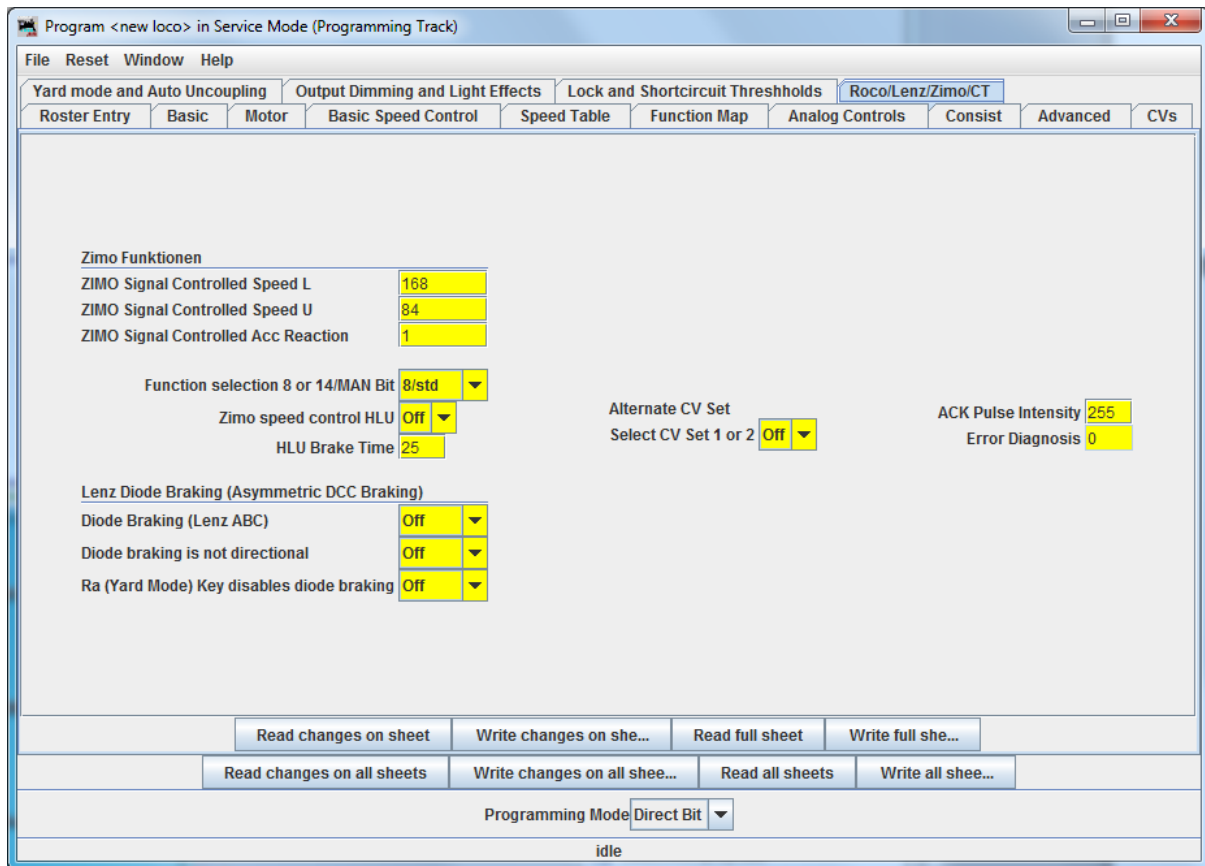 Program <new loco> in Service Mode (Programming Track)
File Reset Window Help
Yard mode and Auto Uncoupling Output Dimming and Light Effects Lock and Shortcircuit Threshholds Roco/Lenz/Zimo/CT
Roster Entry Basic Motor Basic Speed Control Speed Table Function Map Analog Controls Consist Advanced CVs
Zimo Funktionen
ZIMO Signal Controlled Speed L 168
ZIMO Signal Controlled Speed U 84
ZIMO Signal Controlled Acc Reaction 1
Function selection 8 or 14/MAN Bit 8/std
Zimo speed control HLU Off
HLU Brake Time 25
Alternate CV Set
Select CV Set 1 or 2 Off
ACK Pulse Intensity 255
Error Diagnosis 0
Lenz Diode Braking (Asymmetric DCC Braking)
Diode Braking (Lenz ABC) Off
Diode braking is not directional Off
Ra (Yard Mode) Key disables diode braking Off
Read changes on sheet Write changes on she... Read full sheet Write full she...
Read changes on all sheets Write changes on all shee... Read all sheets Write all shee...
Programming Mode Direct Bit
idle